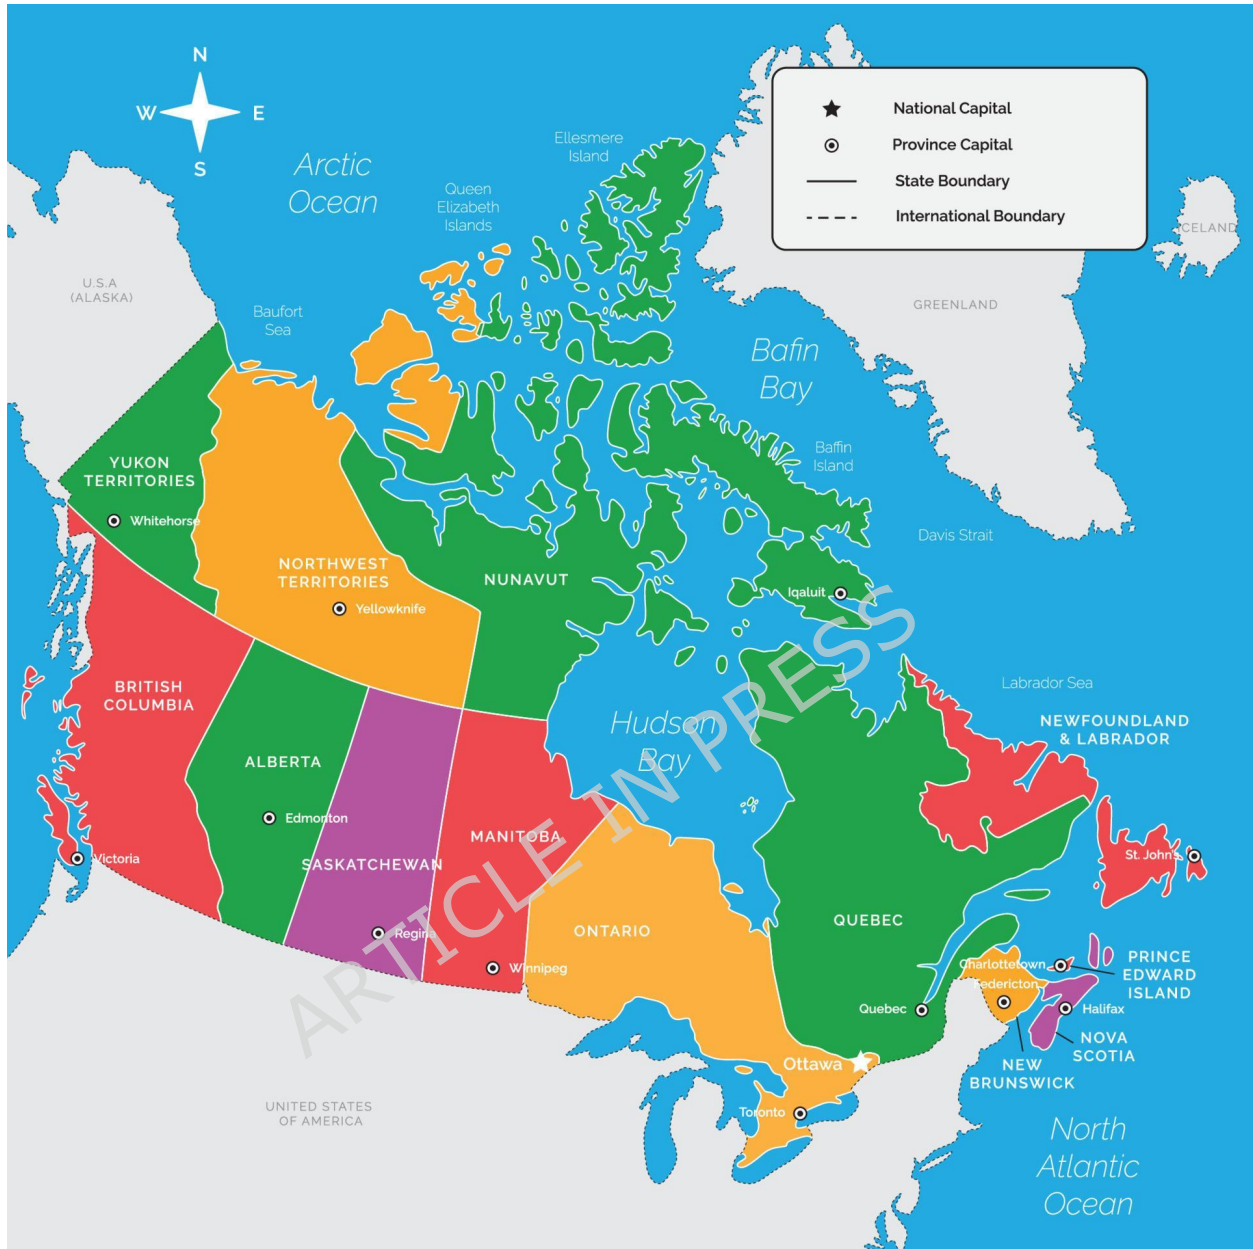 N
W
E
S
Arctic
Ocean
Ellesmere
Island
Queen
Elizabeth
Islands
National Capital
Province Capital
State Boundary
International Boundary
ICELAND
GREENLAND
U.S.A
(ALASKA)
Baufort
Sea
Bafin
Bay
Baffin
Island
Davis Strait
YUKON
TERRITORIES
Whitehorse
NORTHWEST
TERRITORIES
Yellowknife
NUNAVUT
Iqaluit
Labrador Sea
BRITISH
COLUMBIA
Hudson
Bay
NEWFOUNDLAND
& LABRADOR
ALBERTA
Edmonton
MANITOBA
SASKATCHEWAN
Victoria
St. John's
Regina
Winnipeg
ONTARIO
QUEBEC
Charlottetown
PRINCE
EDWARD
ISLAND
Federicton
Quebec
Halifax
NOVA
SCOTIA
NEW
BRUNSWICK
Ottawa
Toronto
UNITED STATES
OF AMERICA
North
Atlantic
Ocean
ARTICLE IN PRESS